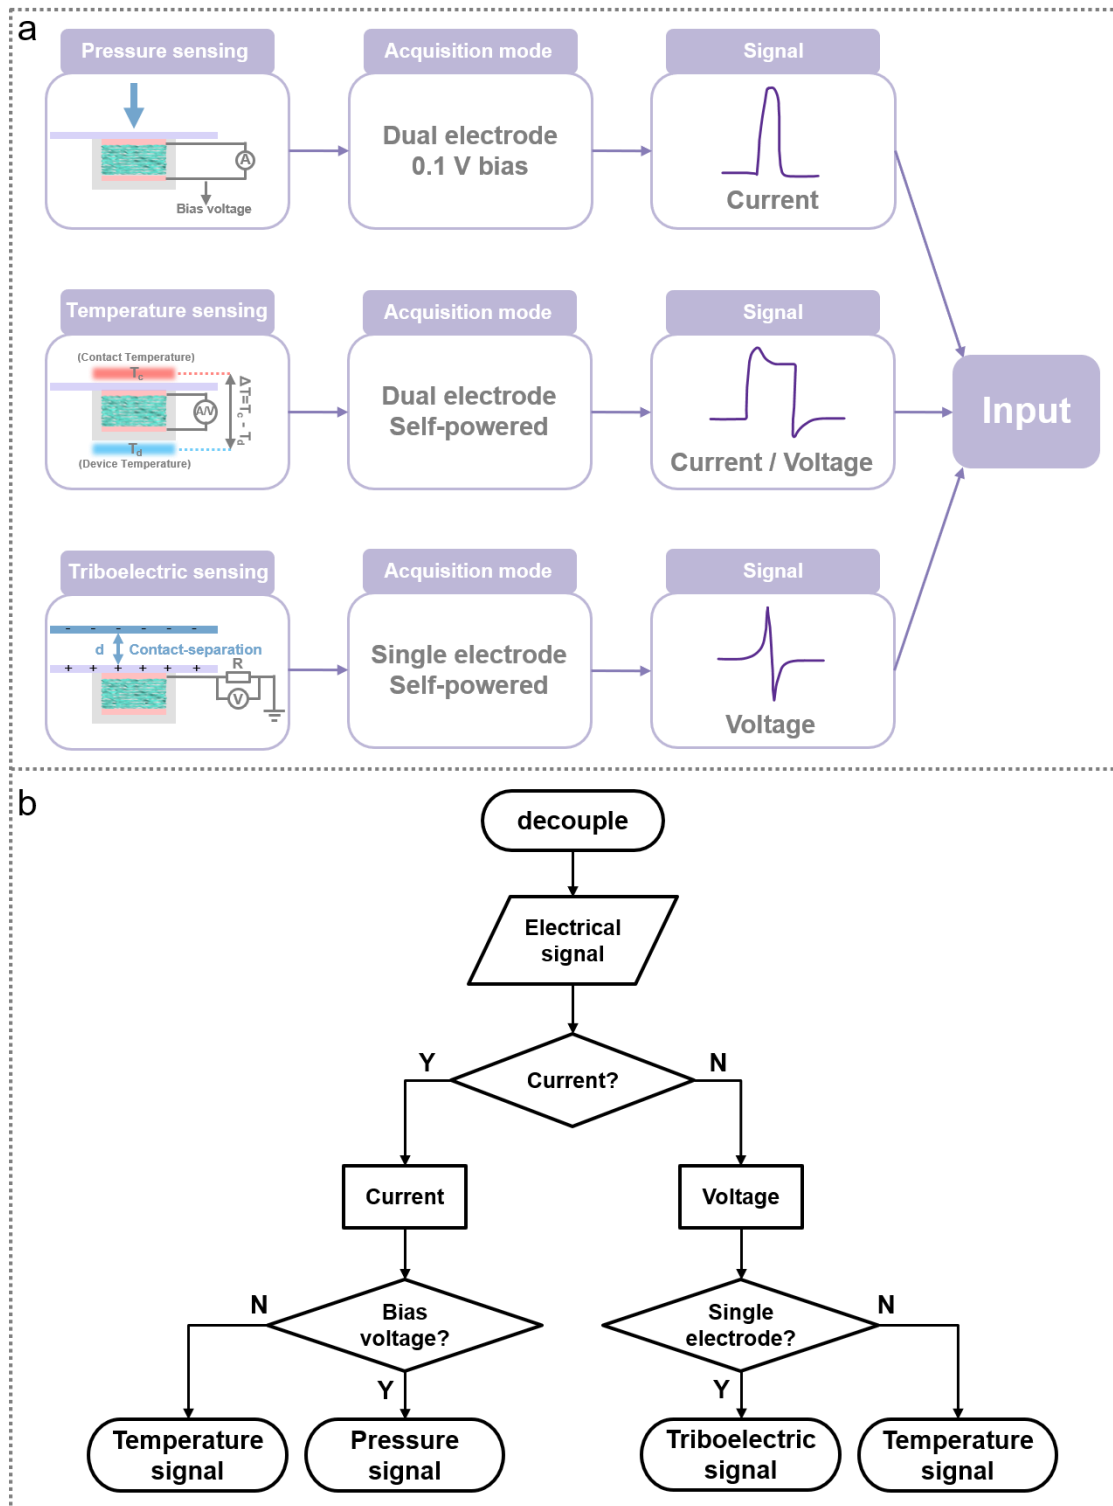 a
Pressure sensing
Acquisition mode
Signal
A
Bias voltage
Dual electrode
0.1 V bias
Current
Temperature sensing
Acquisition mode
Signal
(Contact Temperature)
Tc
A/V
ΔT=Tc - Td
Td
(Device Temperature)
Dual electrode
Self-powered
Current / Voltage
Input
Triboelectric sensing
Acquisition mode
Signal
- - - - - -
d Contact-separation
+ + + + + +
R
V
Single electrode
Self-powered
Voltage
b
decouple
Electrical
signal
Y
N
Current?
Current
Voltage
N
Bias
voltage?
Y
Single
electrode?
N
Y
Temperature
signal
Pressure
signal
Triboelectric
signal
Temperature
signal